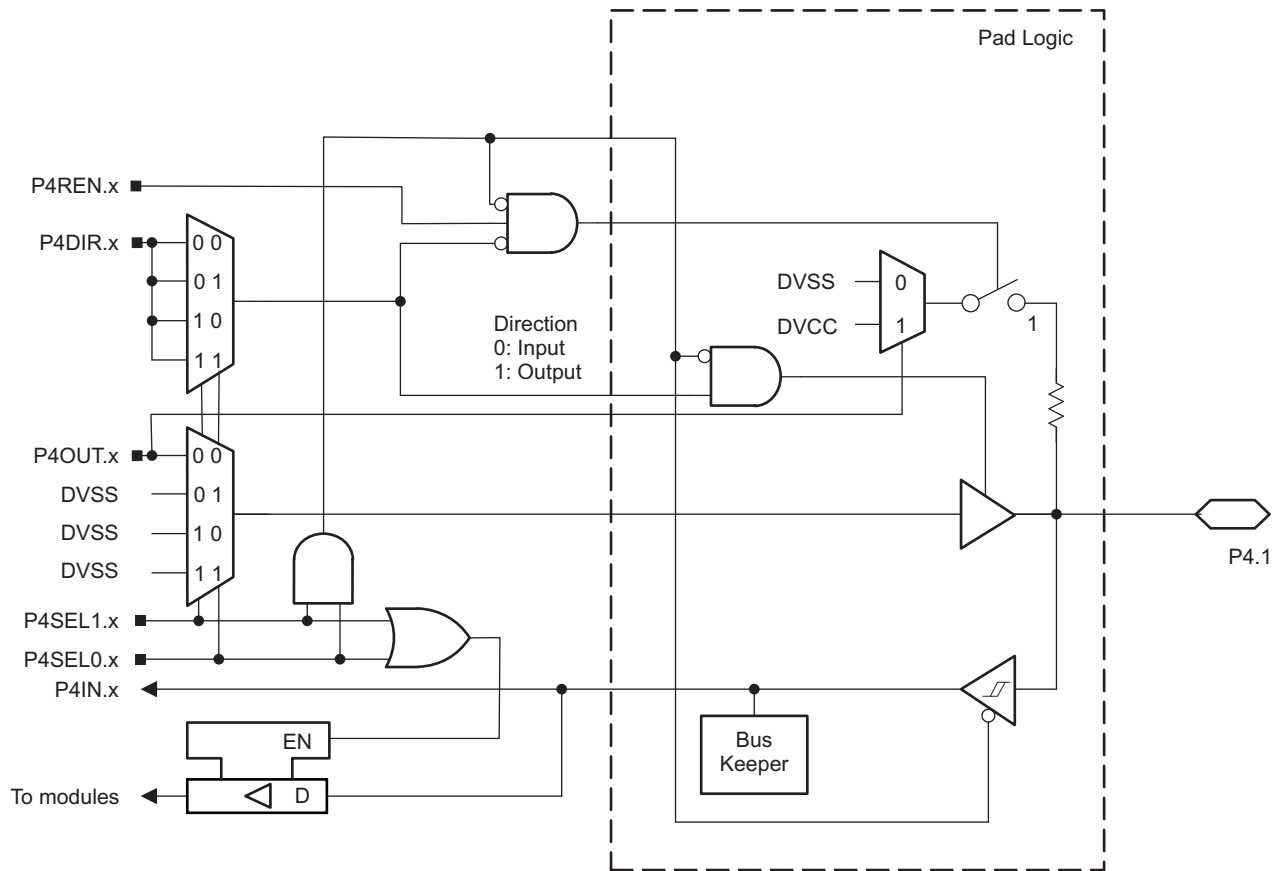 Pad Logic
P4REN.x
P4DIR.x
0 0
0 1
1 0
1 1
Direction
0: Input
1: Output
DVSS
0
DVCC
1
1
P4OUT.x
0 0
DVSS
0 1
DVSS
1 0
DVSS
1 1
P4.1
P4SEL1.x
P4SEL0.x
P4IN.x
EN
Bus
Keeper
To modules
D